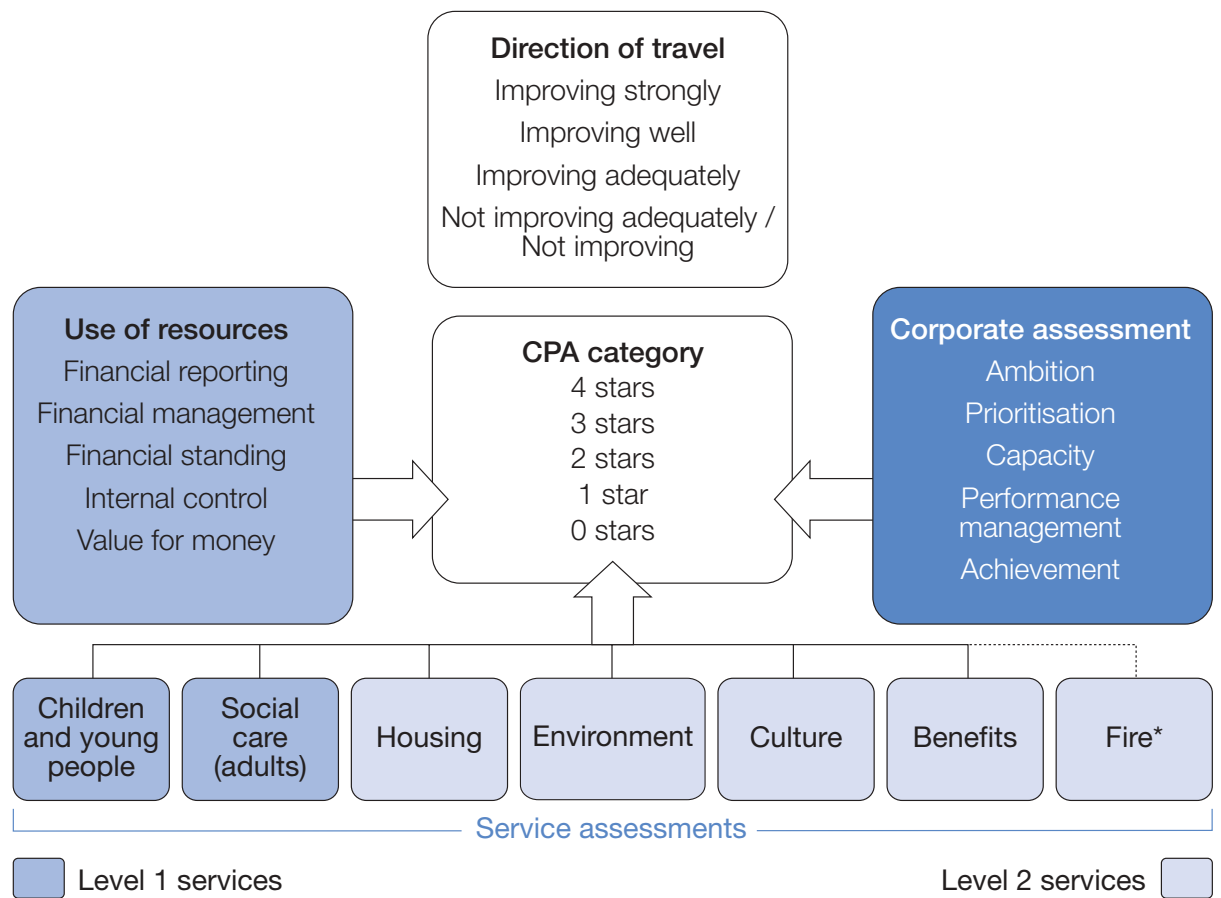 Direction of travel
Improving strongly
Improving well
Improving adequately
Not improving adequately /
Not improving
Use of resources
Financial reporting
Financial management
Financial standing
Internal control
Value for money
CPA category
4 stars
3 stars
2 stars
1 star
0 stars
Corporate assessment
Ambition
Prioritisation
Capacity
Performance
management
Achievement
Children
and young
people
Social
care
(adults)
Housing
Environment
Culture
Benefits
Fire*
Service assessments
Level 1 services
Level 2 services